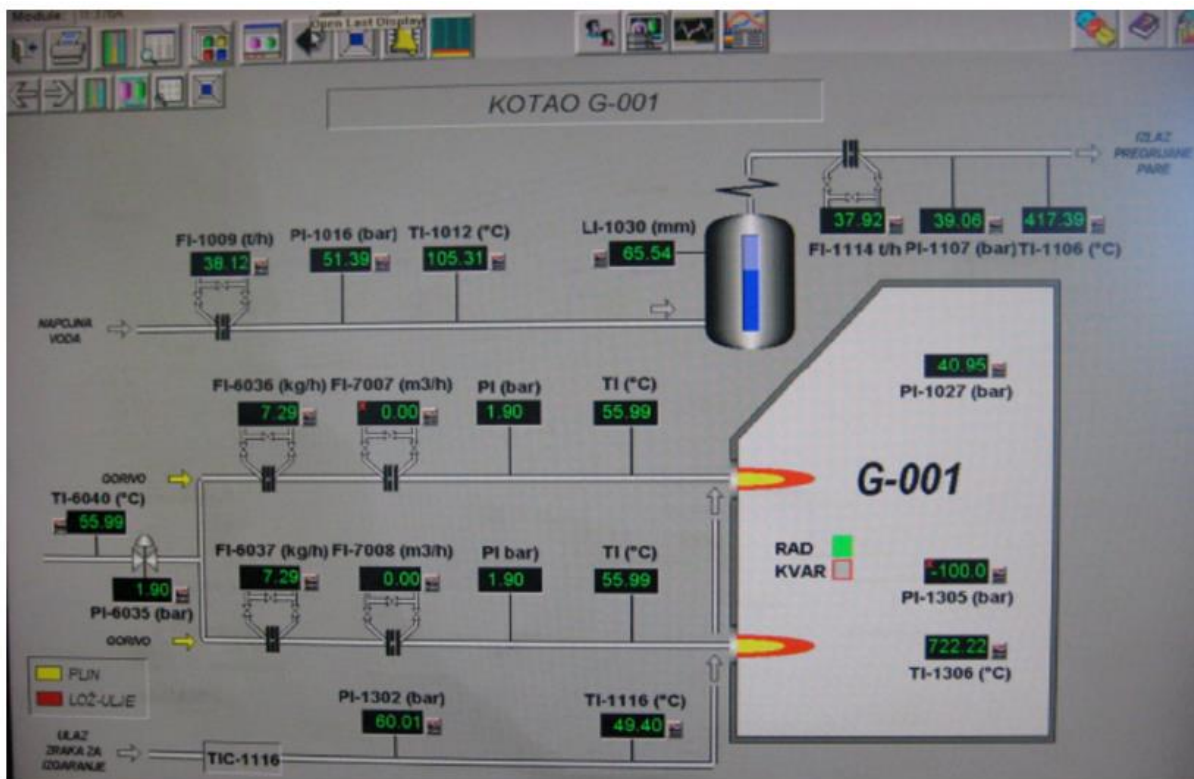 Open Last Display
KOTAO G-001
IZLAZ
PREGRIJANE
PARE
37.92
39.06
417.39
FI-1114 t/h PI-1107 (bar) TI-1106 (°C)
FI-1009 (t/h) PI-1016 (bar) TI-1012 (°C)
38.12
51.39
105.31
LI-1030 (mm)
65.54
NAPOJNA
VODA
FI-6036 (kg/h) FI-7007 (m3/h) PI (bar) TI (°C)
7.29
0.00
1.90
55.99
40.95
PI-1027 (bar)
GORIVO
G-001
TI-6040 (°C)
55.99
1.90
PI-6035 (bar)
FI-6037 (kg/h) FI-7008 (m3/h) PI bar) TI (°C)
7.29
0.00
1.90
55.99
RAD
KVAR
-100.0
PI-1305 (bar)
GORIVO
722.22
TI-1306 (°C)
PLIN
LOŽ-ULJE
PI-1302 (bar)
60.01
TI-1116 (°C)
49.40
ULAZ
ZRAKA ZA
IZGARANJE
TIC-1116